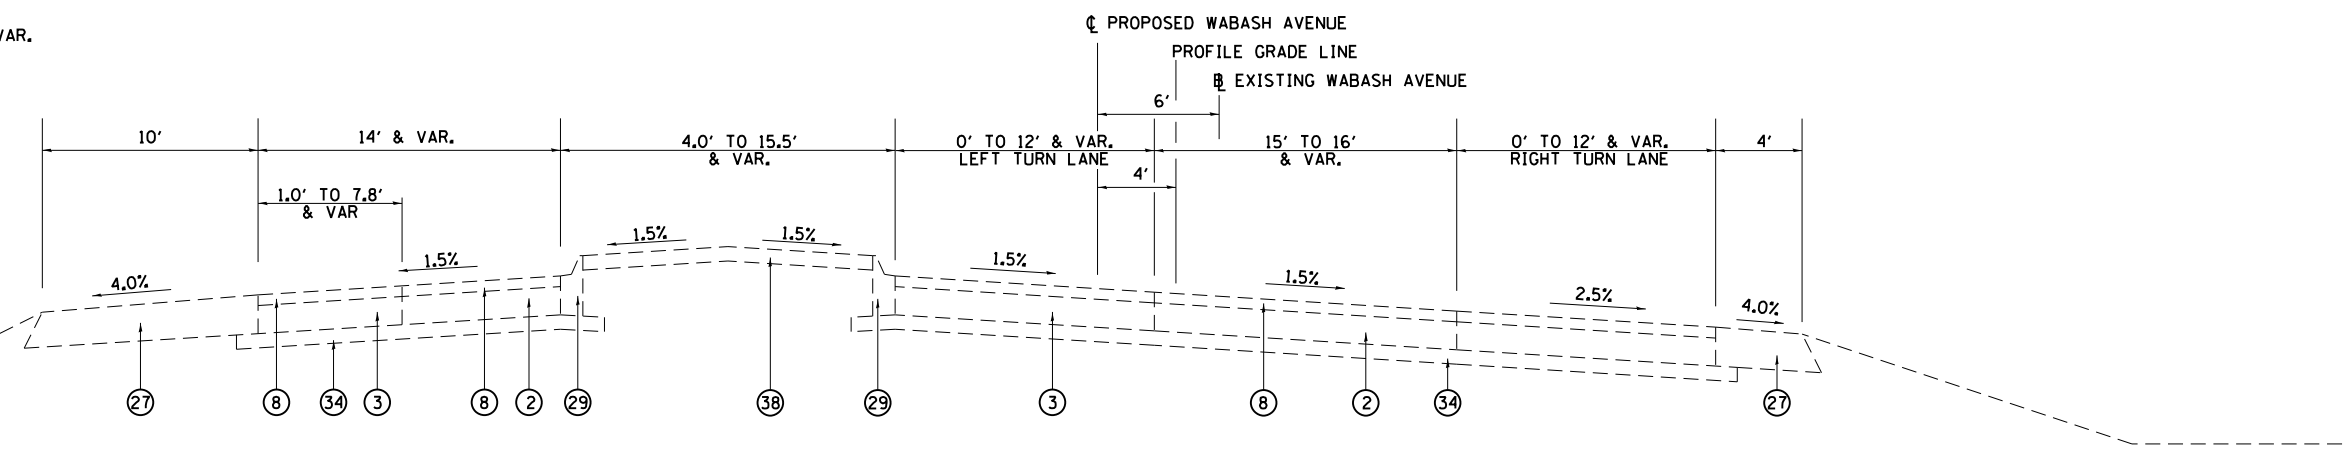 ℄ PROPOSED WABASH AVENUE
VAR.
PROFILE GRADE LINE
B EXISTING WABASH AVENUE
6'
10'
14' & VAR.
4.0' TO 15.5'
& VAR.
0' TO 12' & VAR.
LEFT TURN LANE
15' TO 16'
& VAR.
0' TO 12' & VAR.
RIGHT TURN LANE
4'
4'
1.0' TO 7.8'
& VAR
4.0%
1.5%
1.5%
1.5%
1.5%
1.5%
2.5%
4.0%
27
8
34
3
8
2
29
38
29
3
8
2
34
27